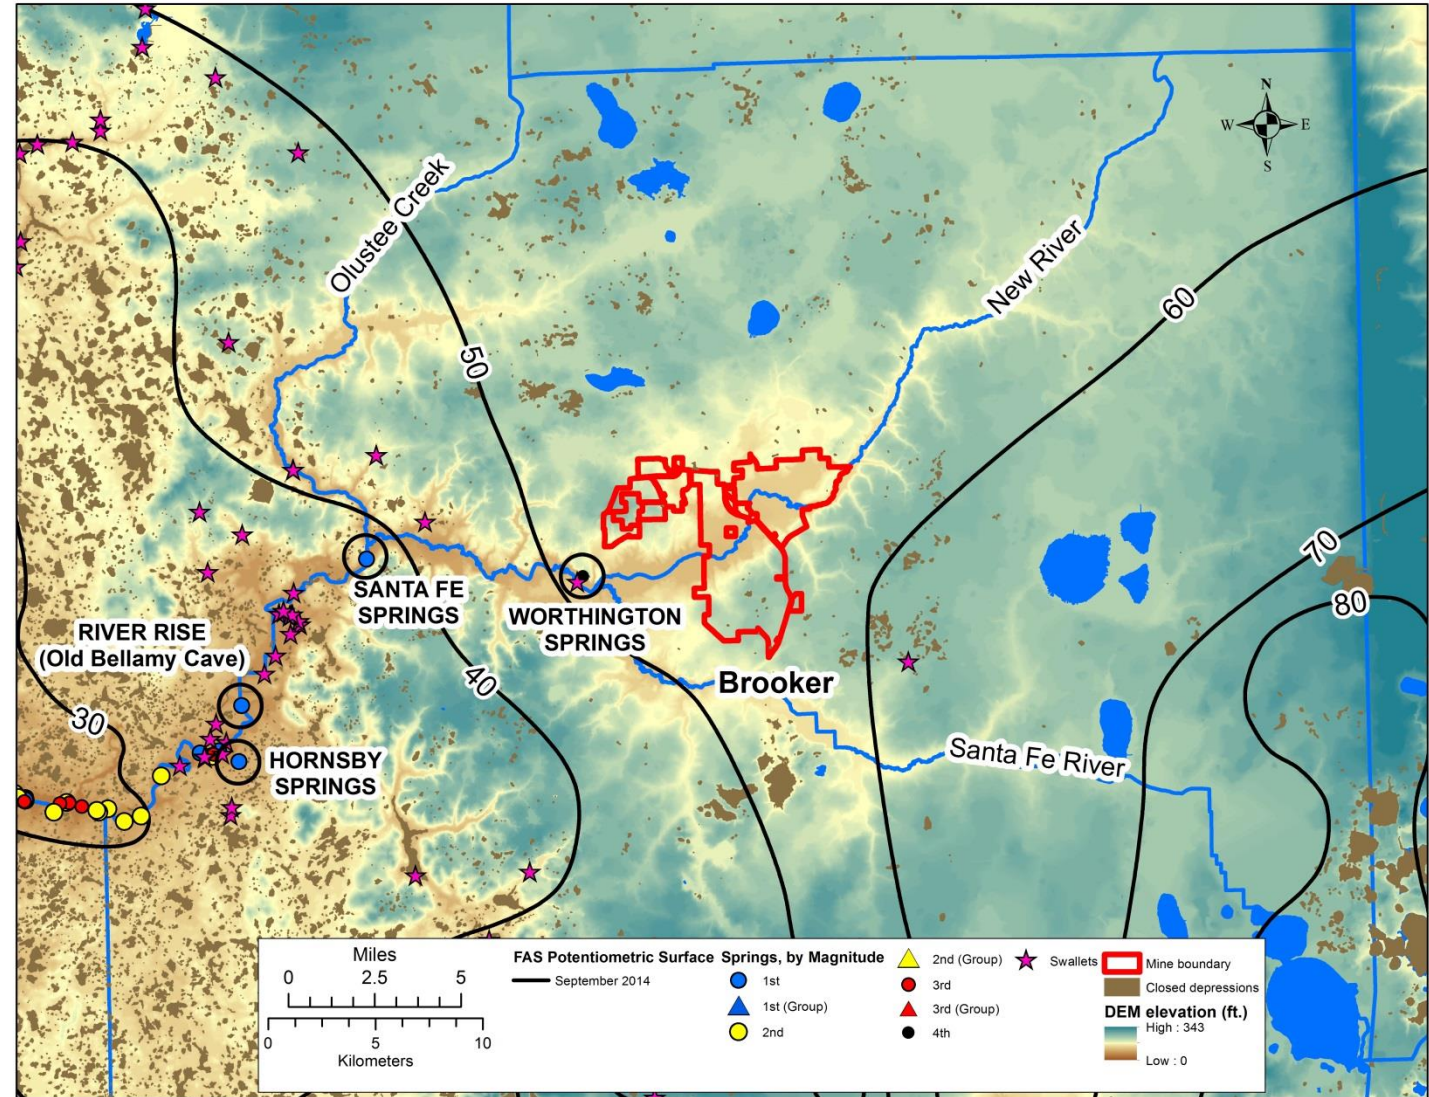 N
W E
S
Olustee Creek
New River
60
50
70
SANTA FE
SPRINGS
WORTHINGTON
SPRINGS
80
RIVER RISE
(Old Bellamy Cave)
40
Brooker
30
HORNSBY
SPRINGS
Santa Fe River
Miles
0 2.5 5
0 5 10
Kilometers
FAS Potentiometric Surface
September 2014
Springs, by Magnitude
1st
1st (Group)
2nd
2nd (Group)
3rd
3rd (Group)
4th
Swallets
Mine boundary
Closed depressions
DEM elevation (ft.)
High : 343
Low : 0